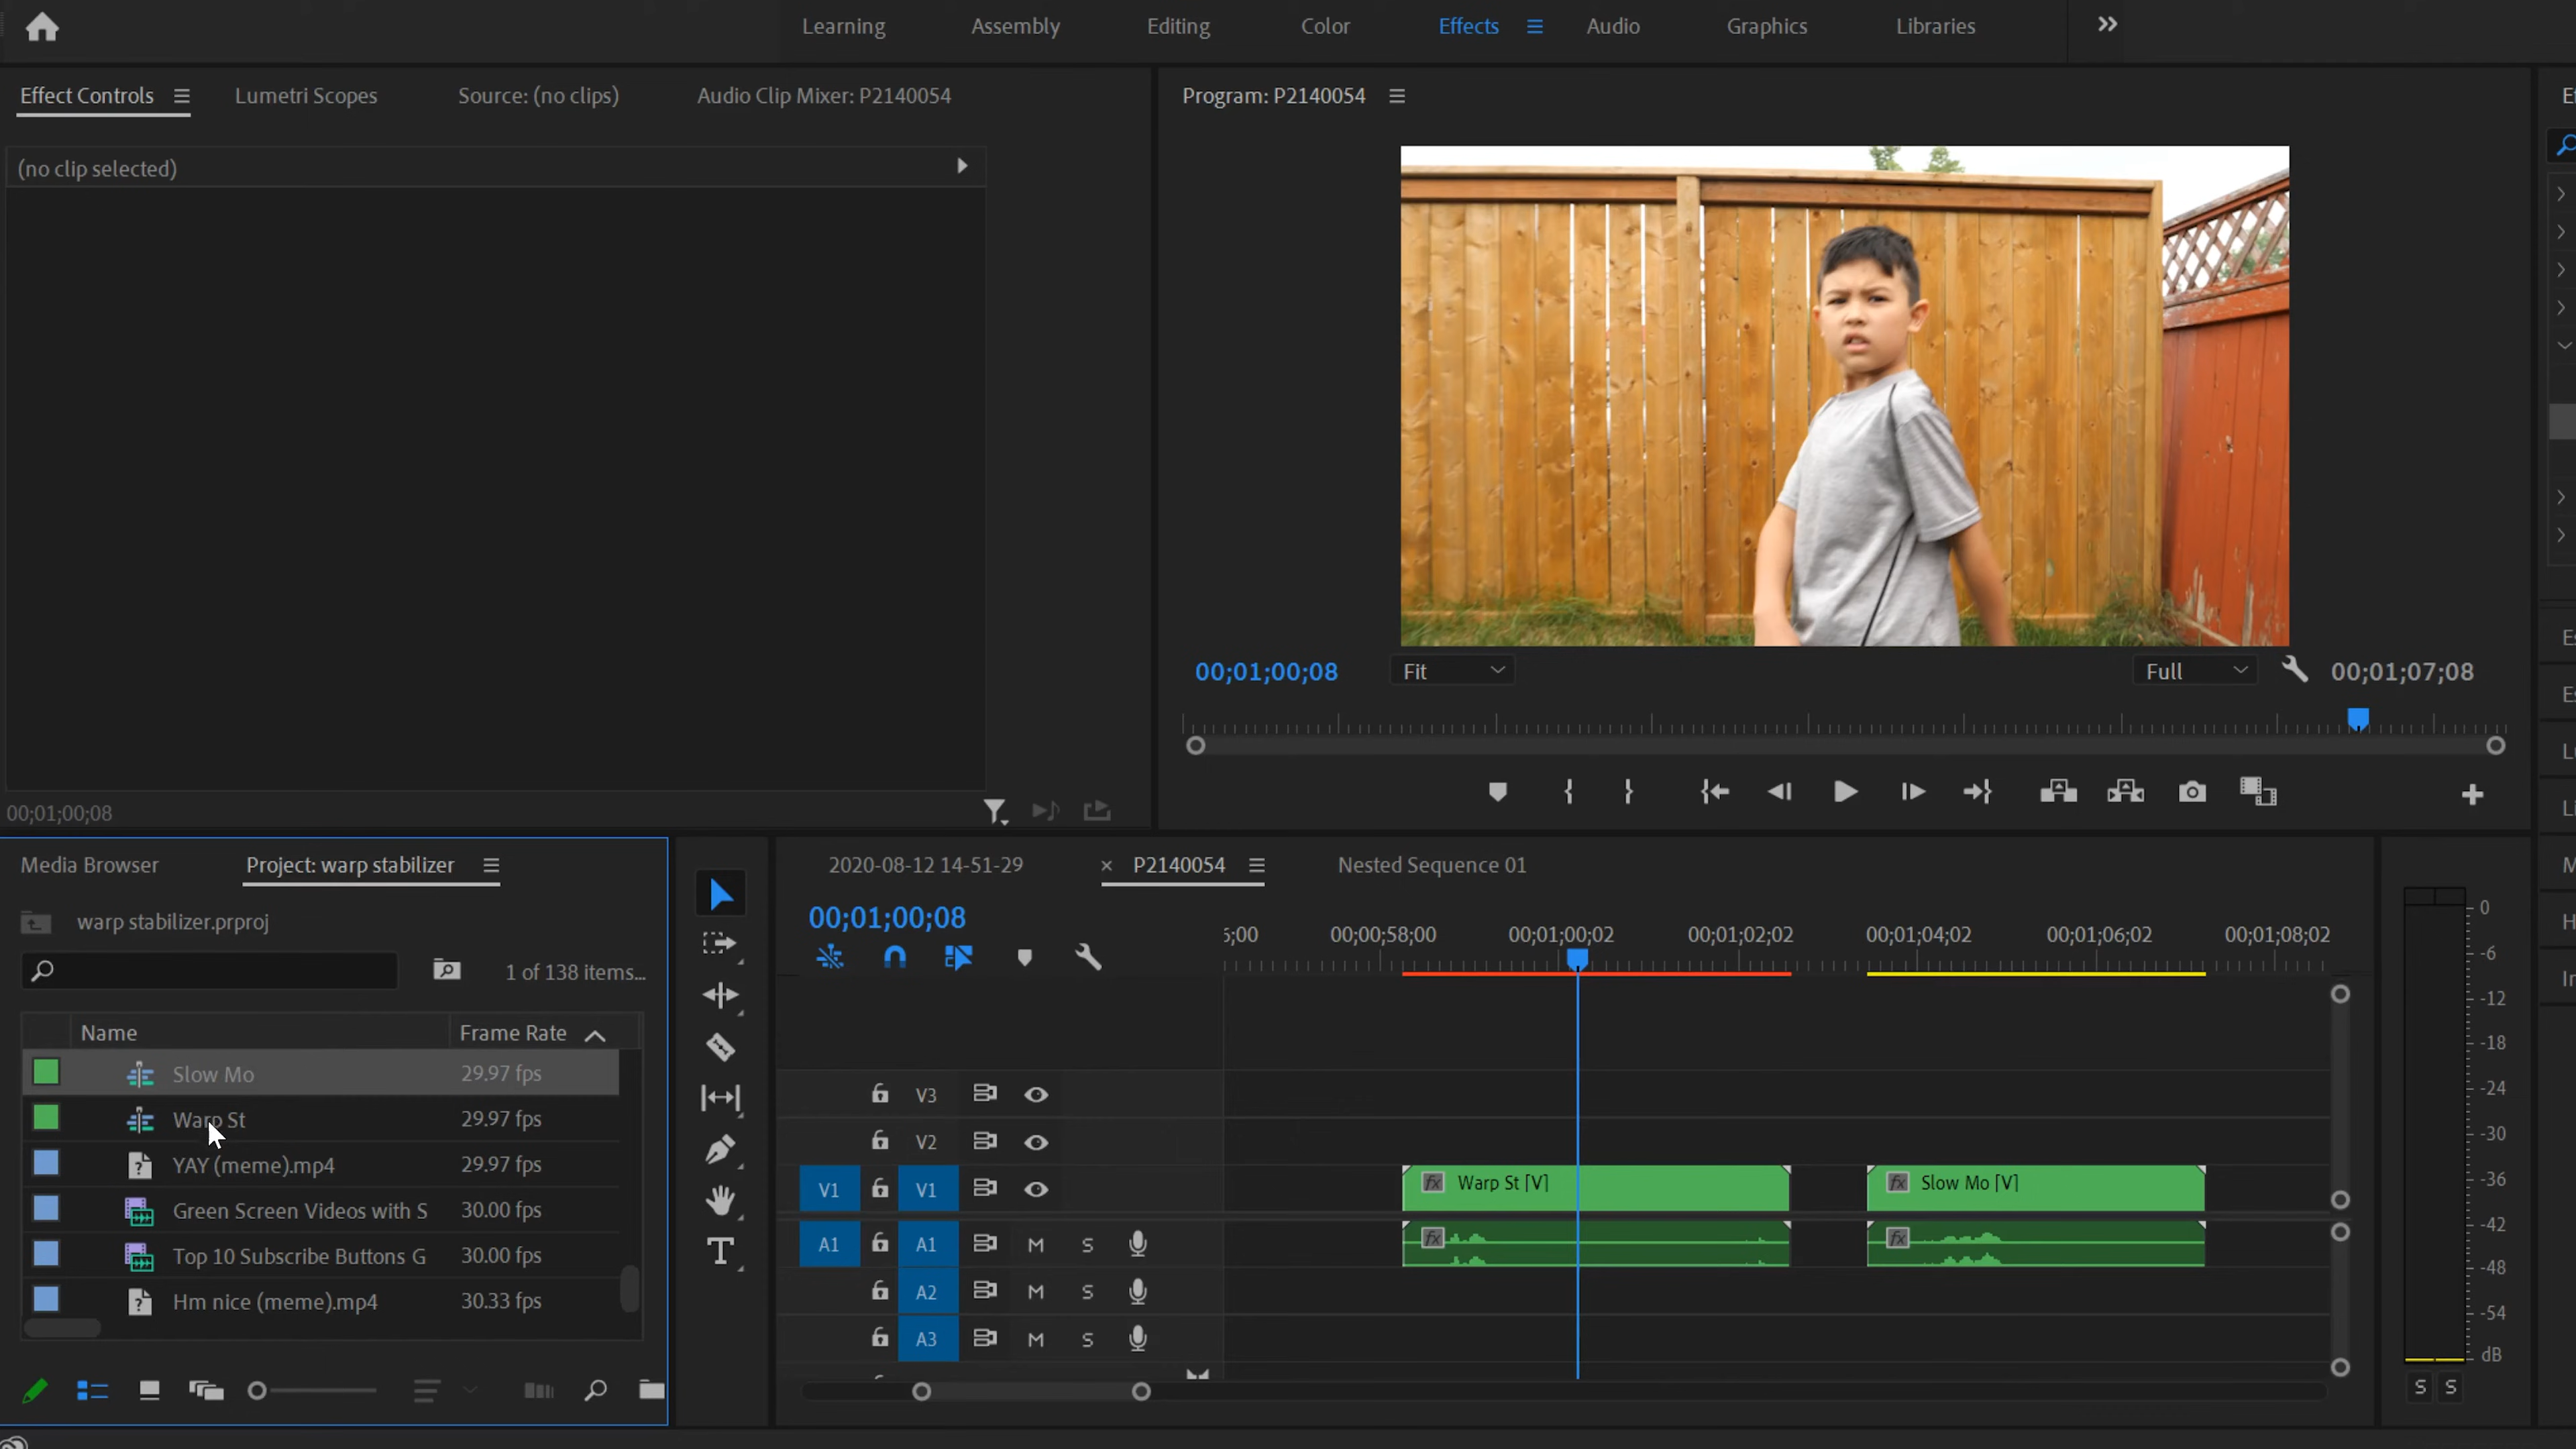 Learning Assembly Editing Color Effects Audio Graphics Libraries
Effect Controls Lumetri Scopes Source: (no clips) Audio Clip Mixer: P2140054
Program: P2140054
(no clip selected)
00;01;00;08 Fit Full 00;01;07;08
00;01;00;08
Media Browser Project: warp stabilizer
2020-08-12 14-51-29 × P2140054 Nested Sequence 01
warp stabilizer.prproj
00;01;00;08
1 of 138 items...
;00 00;00;58;00 00;01;00;02 00;01;02;02 00;01;04;02 00;01;06;02 00;01;08;02
Name Frame Rate
Slow Mo 29.97 fps
Warp St 29.97 fps
YAY (meme).mp4 29.97 fps
Green Screen Videos with S 30.00 fps
Top 10 Subscribe Buttons G 30.00 fps
Hm nice (meme).mp4 30.33 fps
V3
V2
V1 V1 fx Warp St [V] fx Slow Mo [V]
A1 A1 M S fx fx
A2 M S
A3 M S
0
-6
-12
-18
-24
-30
-36
-42
-48
-54
dB
S S